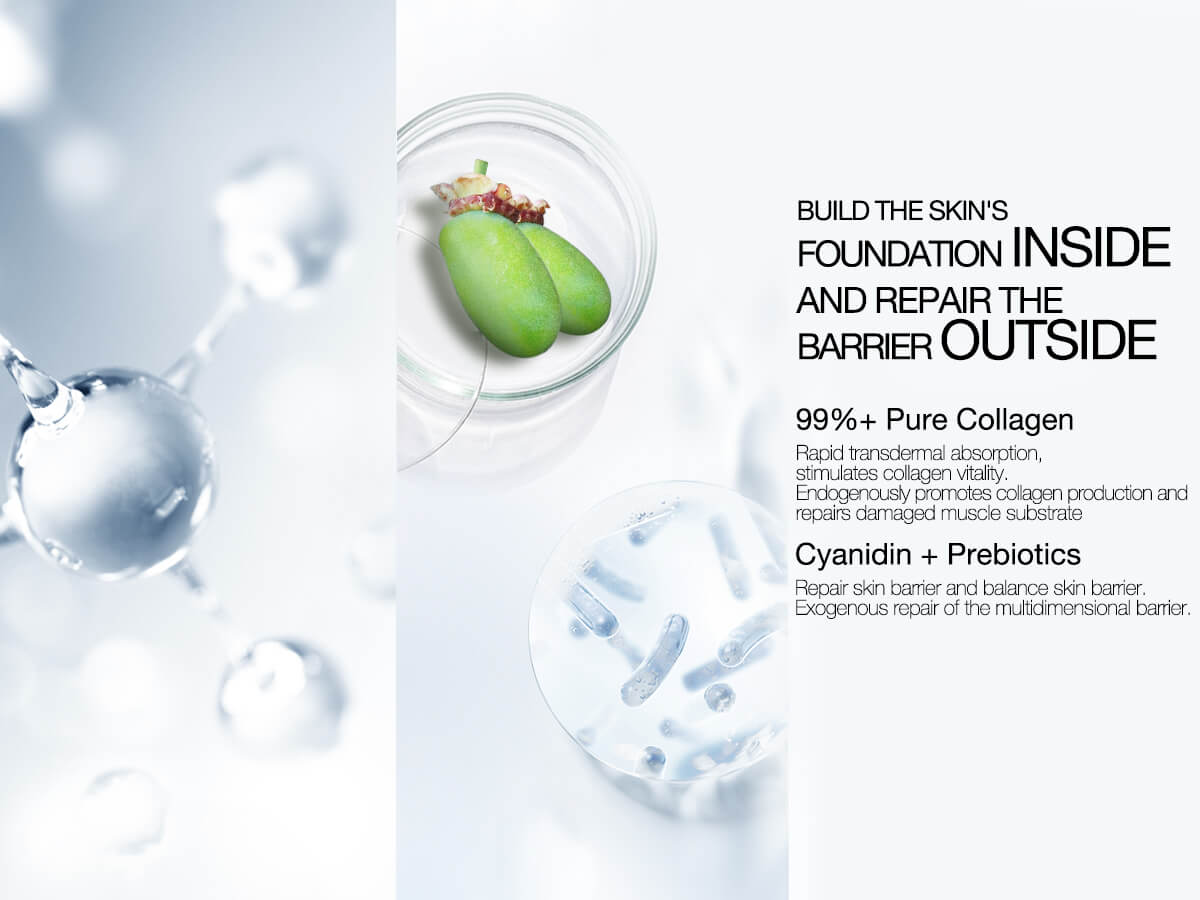 BUILD THE SKIN'S
FOUNDATION INSIDE
AND REPAIR THE
BARRIER OUTSIDE
99%+ Pure Collagen
Rapid transdermal absorption,
stimulates collagen vitality.
Endogenously promotes collagen production and
repairs damaged muscle substrate
Cyanidin + Prebiotics
Repair skin barrier and balance skin barrier.
Exogenous repair of the multidimensional barrier.